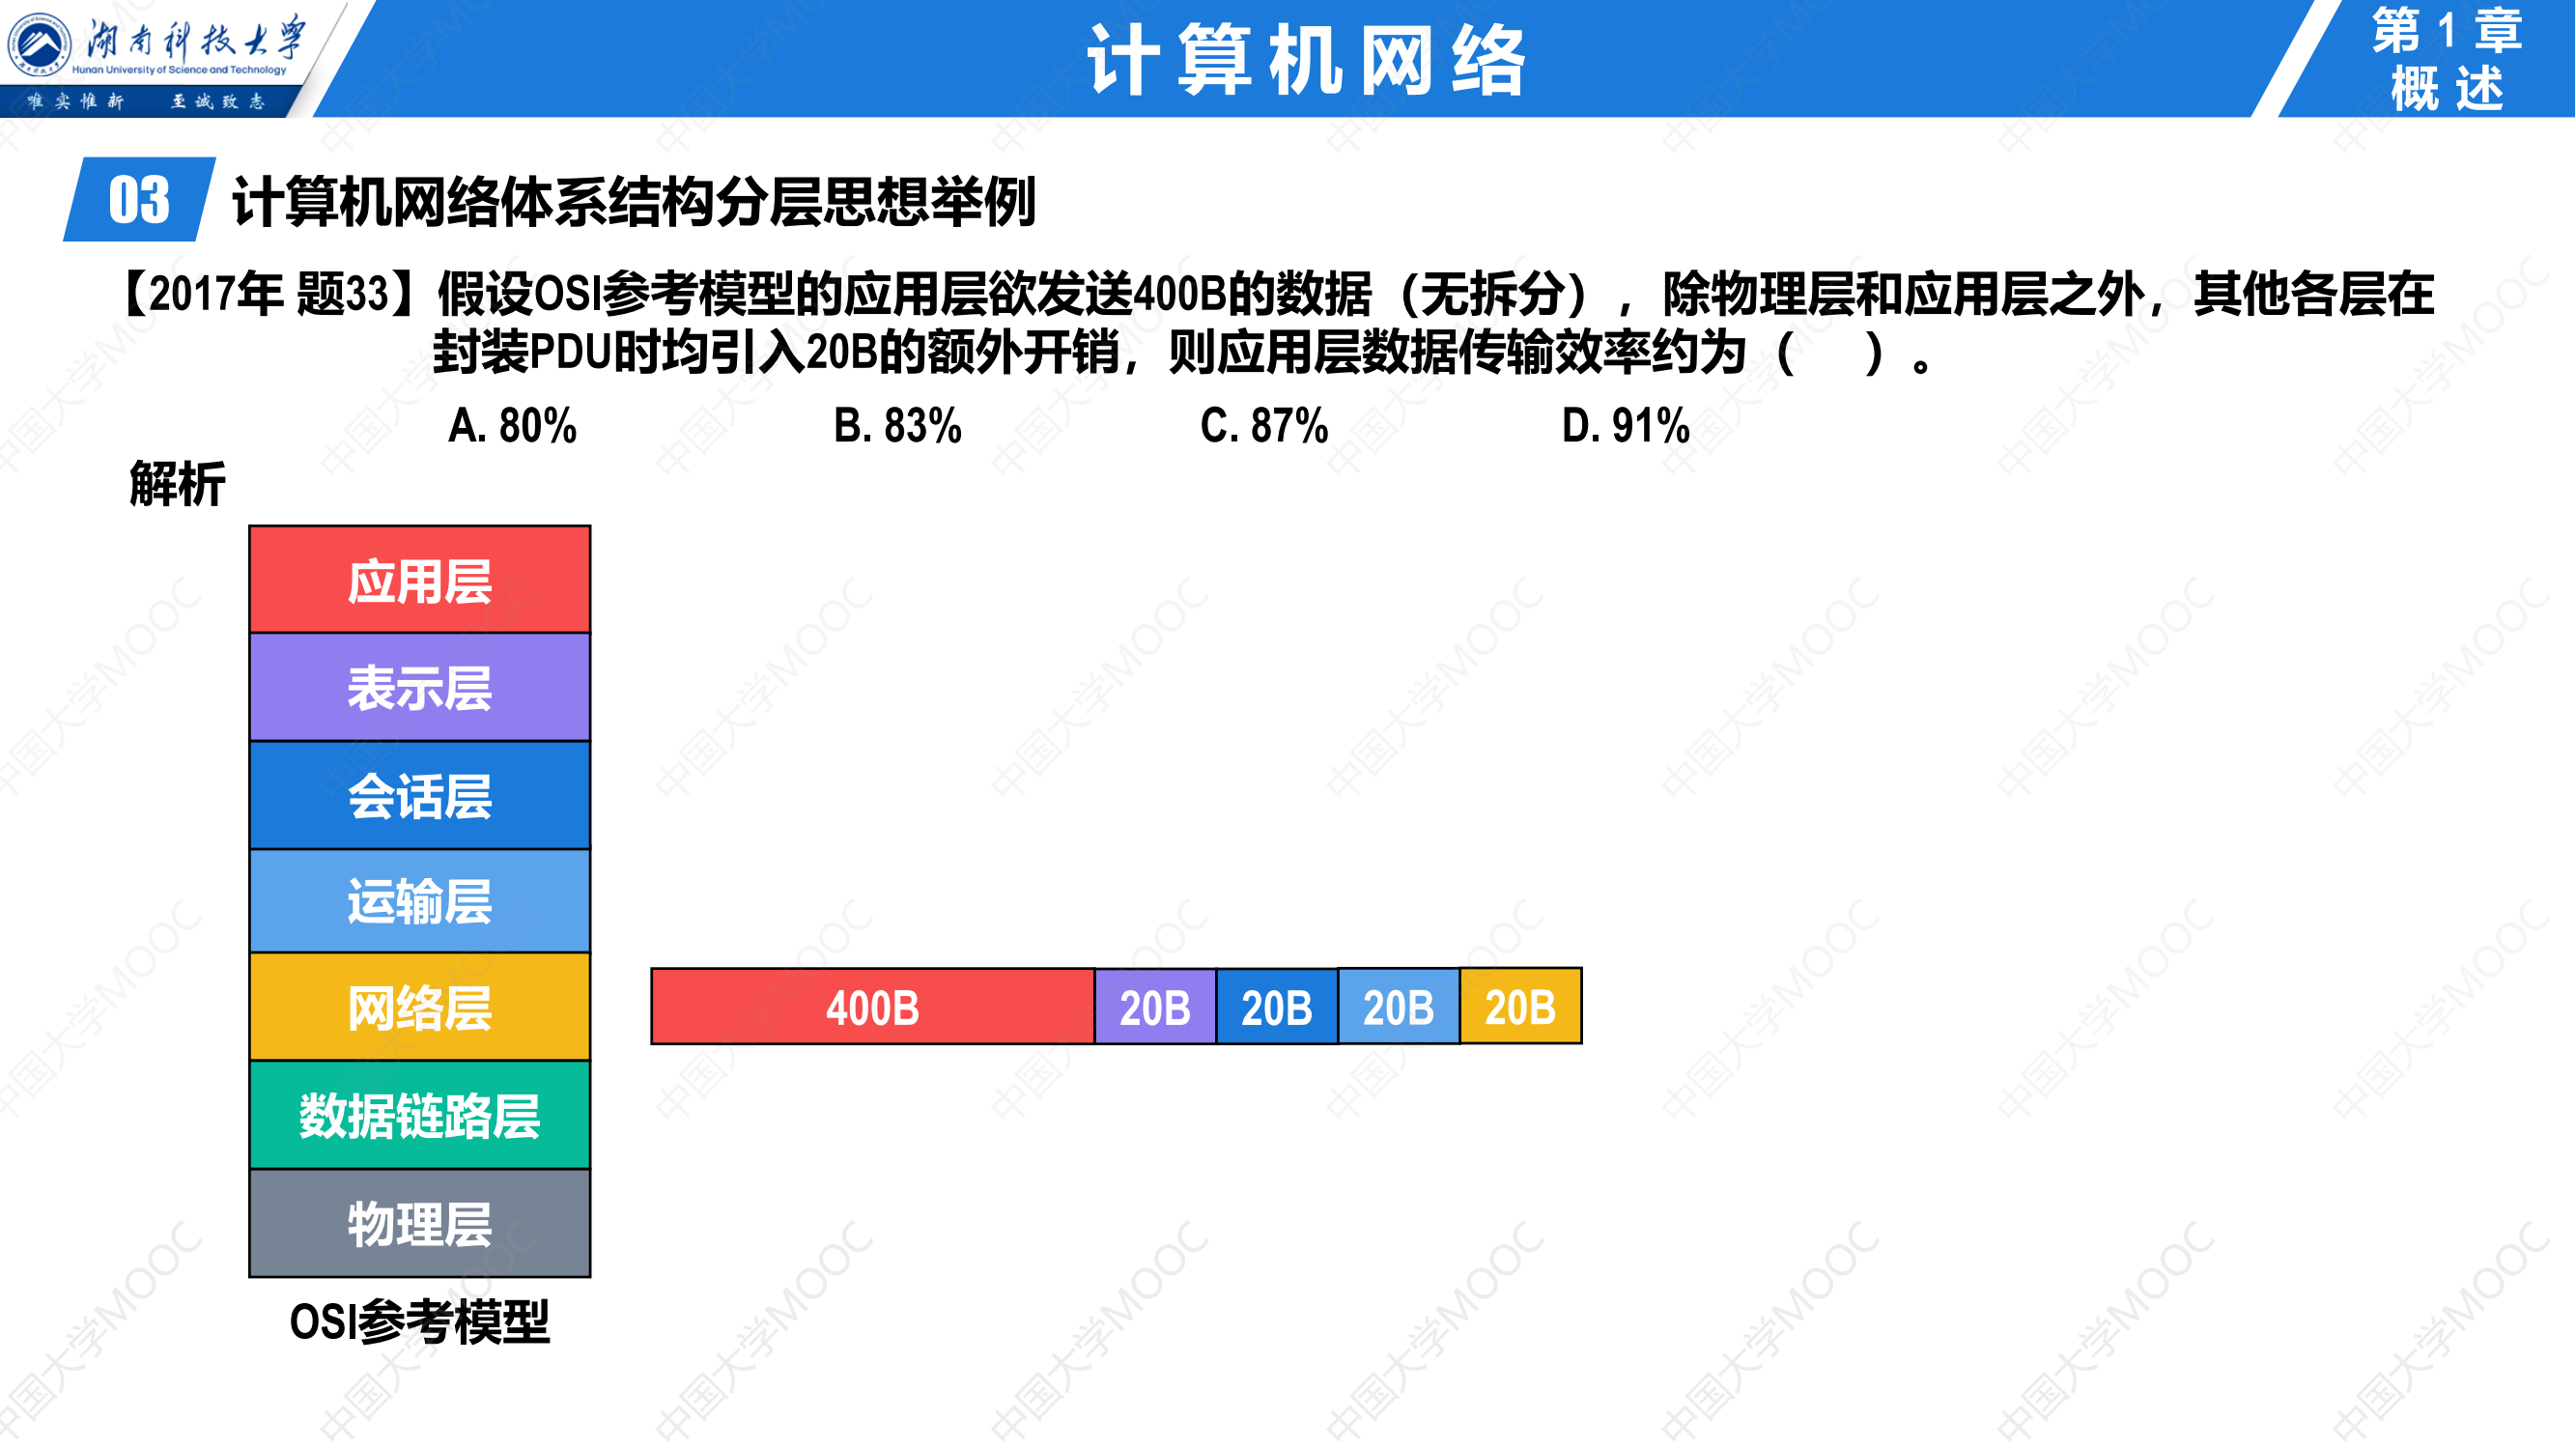 湖南科技大学
Hunan University of Science and Technology
唯实惟新 至诚致志
计算机网络
第1章
概述
03 计算机网络体系结构分层思想举例
【2017年 题33】假设OSI参考模型的应用层欲发送400B的数据（无拆分），除物理层和应用层之外，其他各层在
封装PDU时均引入20B的额外开销，则应用层数据传输效率约为（ ）。
A. 80% B. 83% C. 87% D. 91%
解析
应用层
表示层
会话层
运输层
网络层
400B 20B 20B 20B 20B
数据链路层
物理层
OSI参考模型
中国大学MOOC